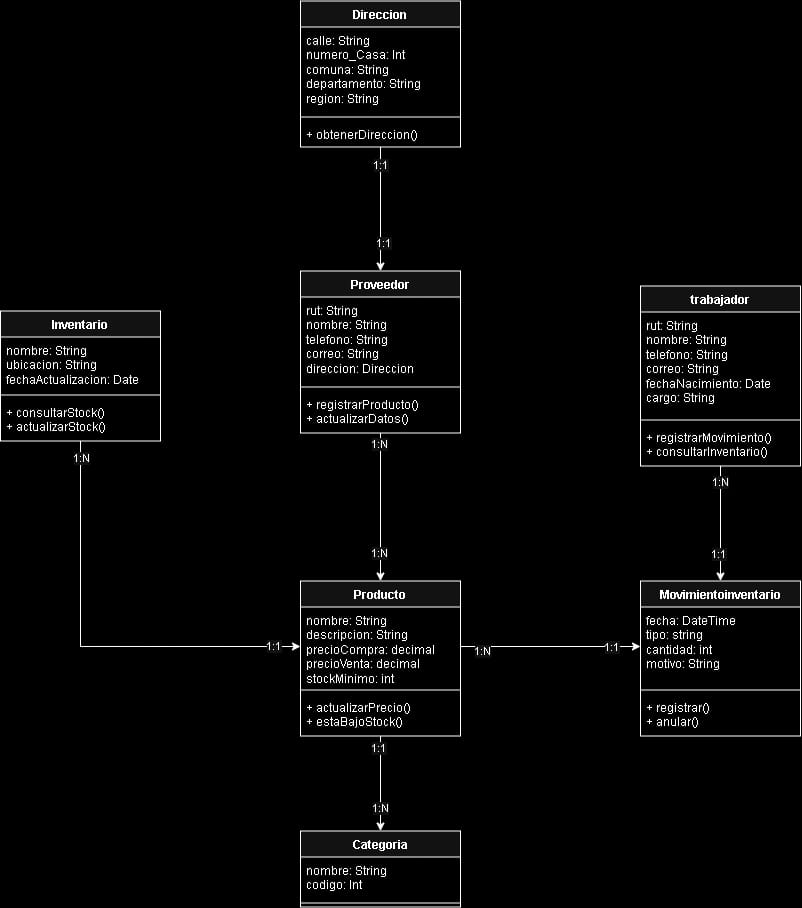 Direccion
calle: String
numero_Casa: Int
comuna: String
departamento: String
region: String
+ obtenerDireccion()
1:1
1:1
Proveedor
rut: String
nombre: String
telefono: String
correo: String
direccion: Direccion
+ registrarProducto()
+ actualizarDatos()
1:N
1:N
Inventario
nombre: String
ubicacion: String
fechaActualizacion: Date
+ consultarStock()
+ actualizarStock()
1:N
1:1
trabajador
rut: String
nombre: String
telefono: String
correo: String
fechaNacimiento: Date
cargo: String
+ registrarMovimiento()
+ consultarInventario()
1:N
1:1
Producto
nombre: String
descripcion: String
precioCompra: decimal
precioVenta: decimal
stockMinimo: int
+ actualizarPrecio()
+ estaBajoStock()
1:N
1:1
Movimientoinventario
fecha: DateTime
tipo: string
cantidad: int
motivo: String
+ registrar()
+ anular()
1:1
1:N
Categoria
nombre: String
codigo: Int